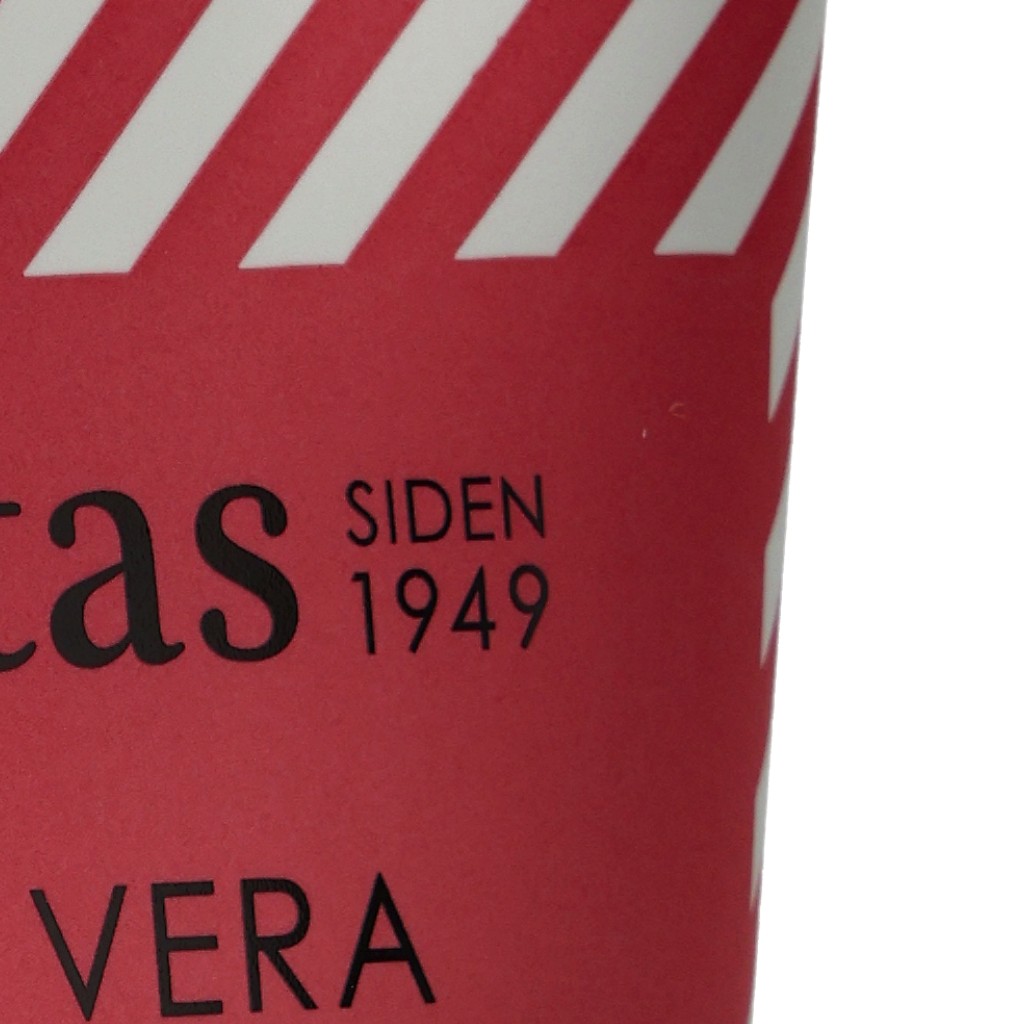 tas SIDEN
1949
VERA